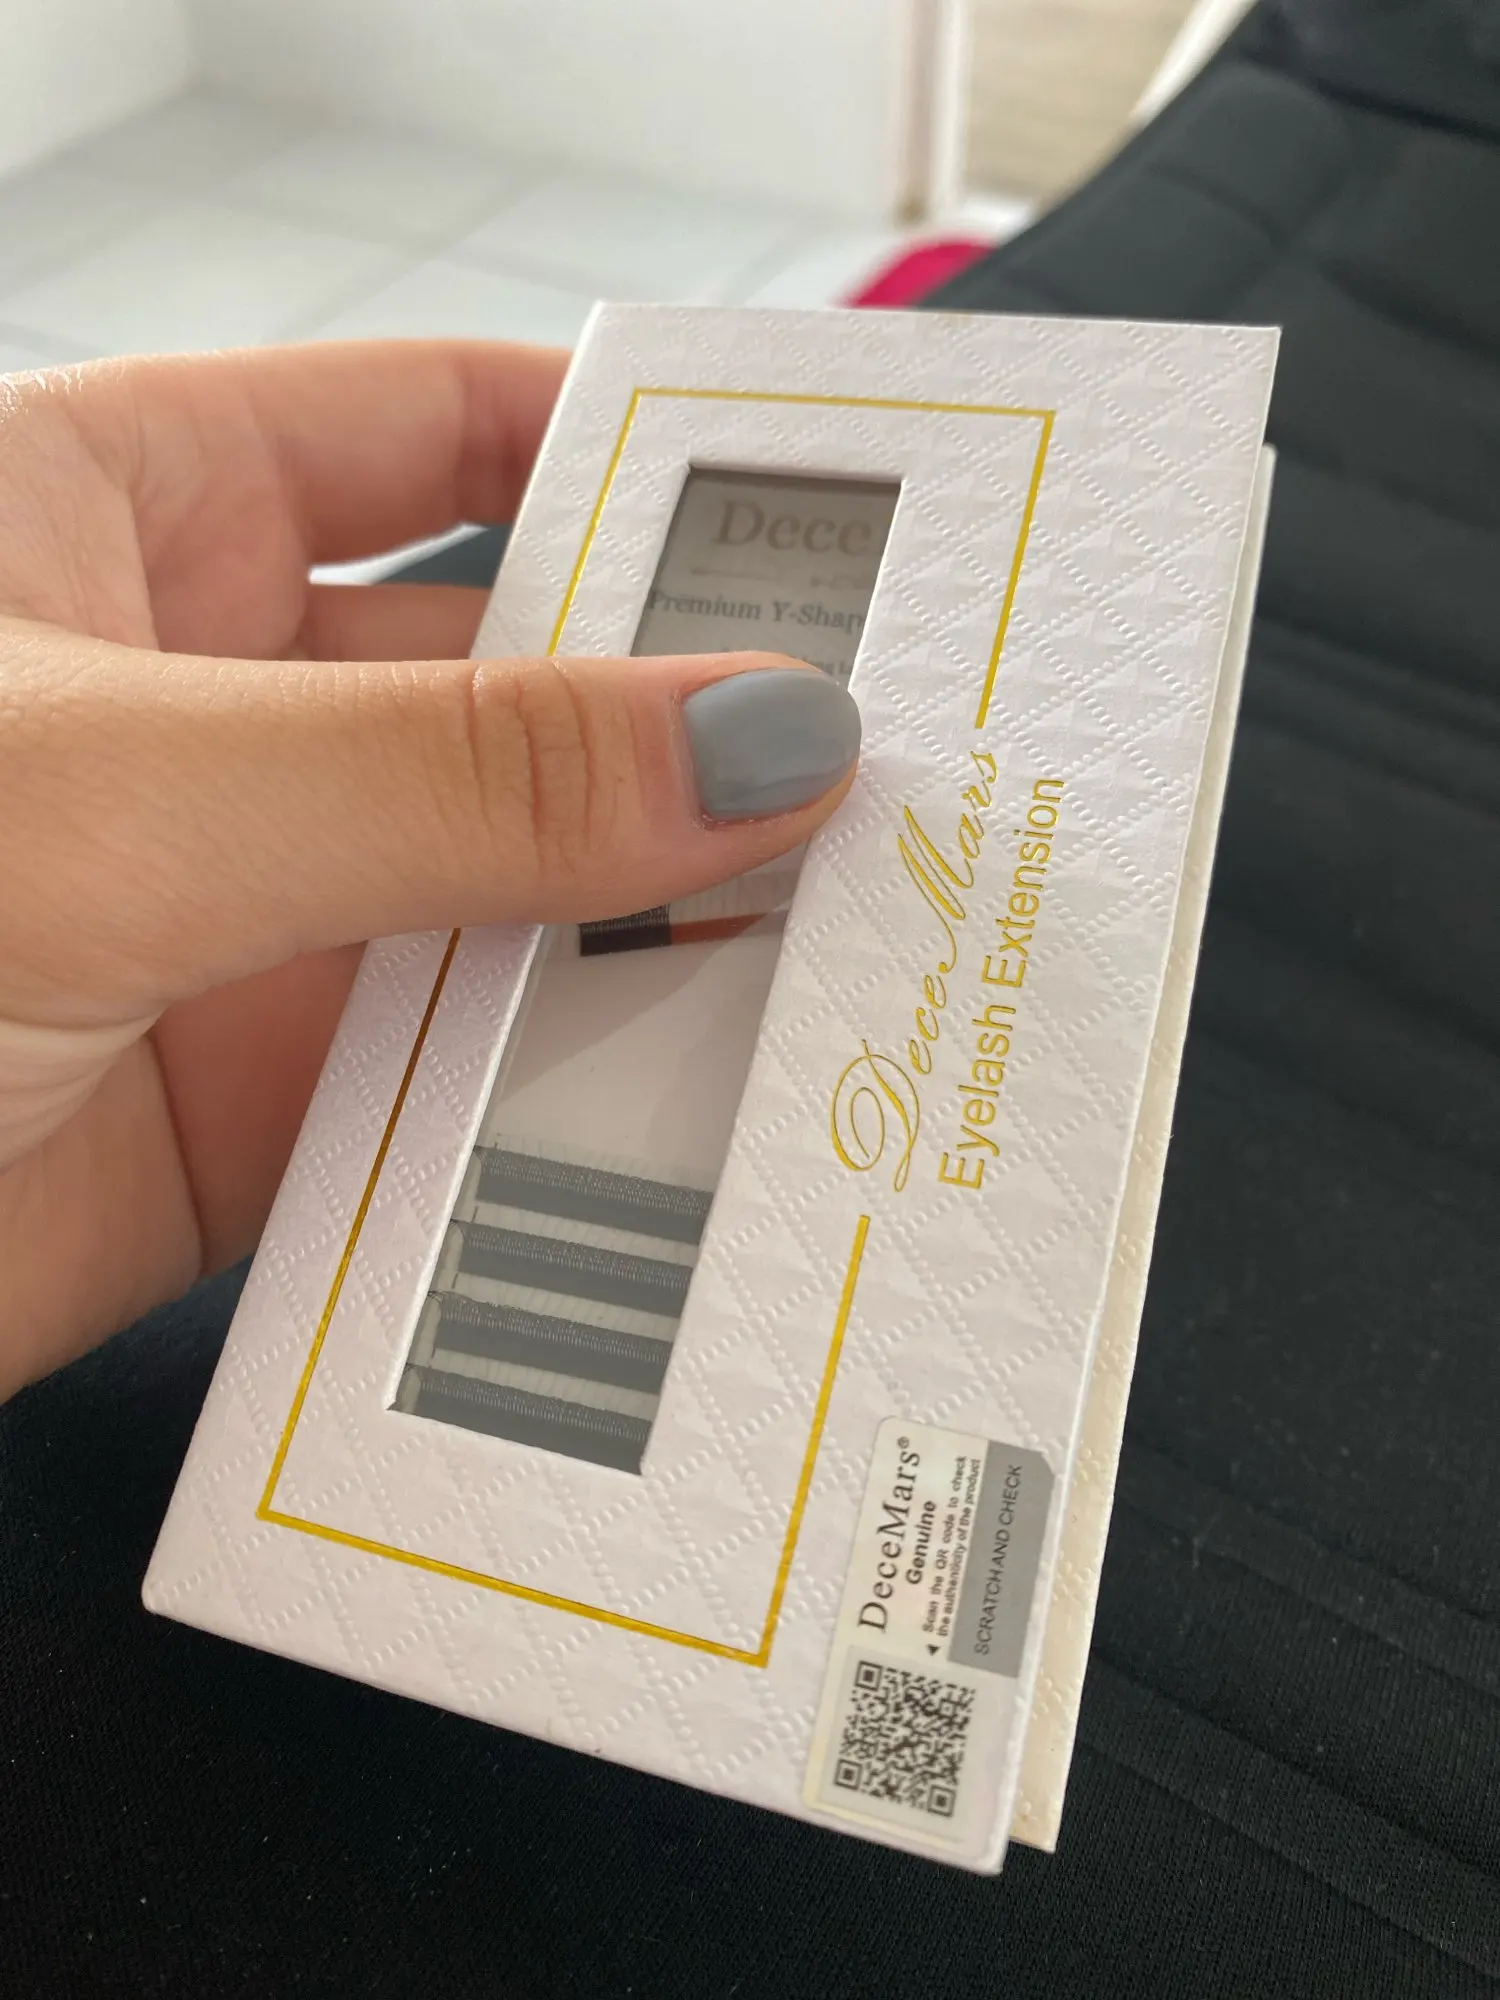 Dece
Premium Y-Shap
DeceMars
Eyelash Extension
DeceMars®
Genuine
◄ Scan the QR code to check
the authenticity of the product
SCRATCH AND CHECK